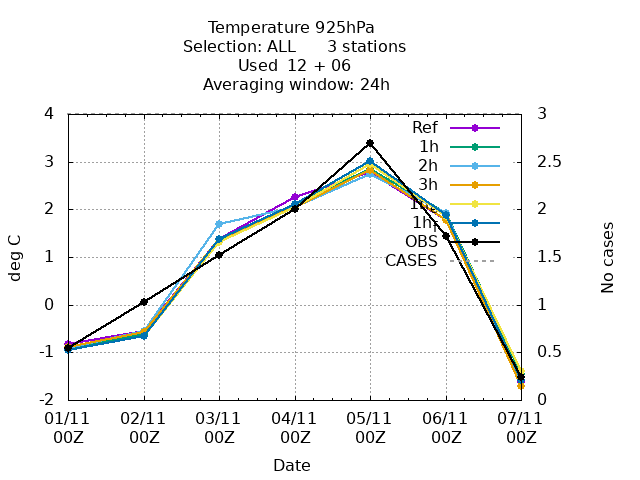 Temperature 925hPa
Selection: ALL 3 stations
Used 12 + 06
Averaging window: 24h
4
3
2
1
0
-1
-2
deg C
3
2.5
2
1.5
1
0.5
0
No cases
Ref
1h
2h
3h
1h
OBS
CASES
01/11 02/11 03/11 04/11 05/11 06/11 07/11
00Z 00Z 00Z 00Z 00Z 00Z 00Z
Date